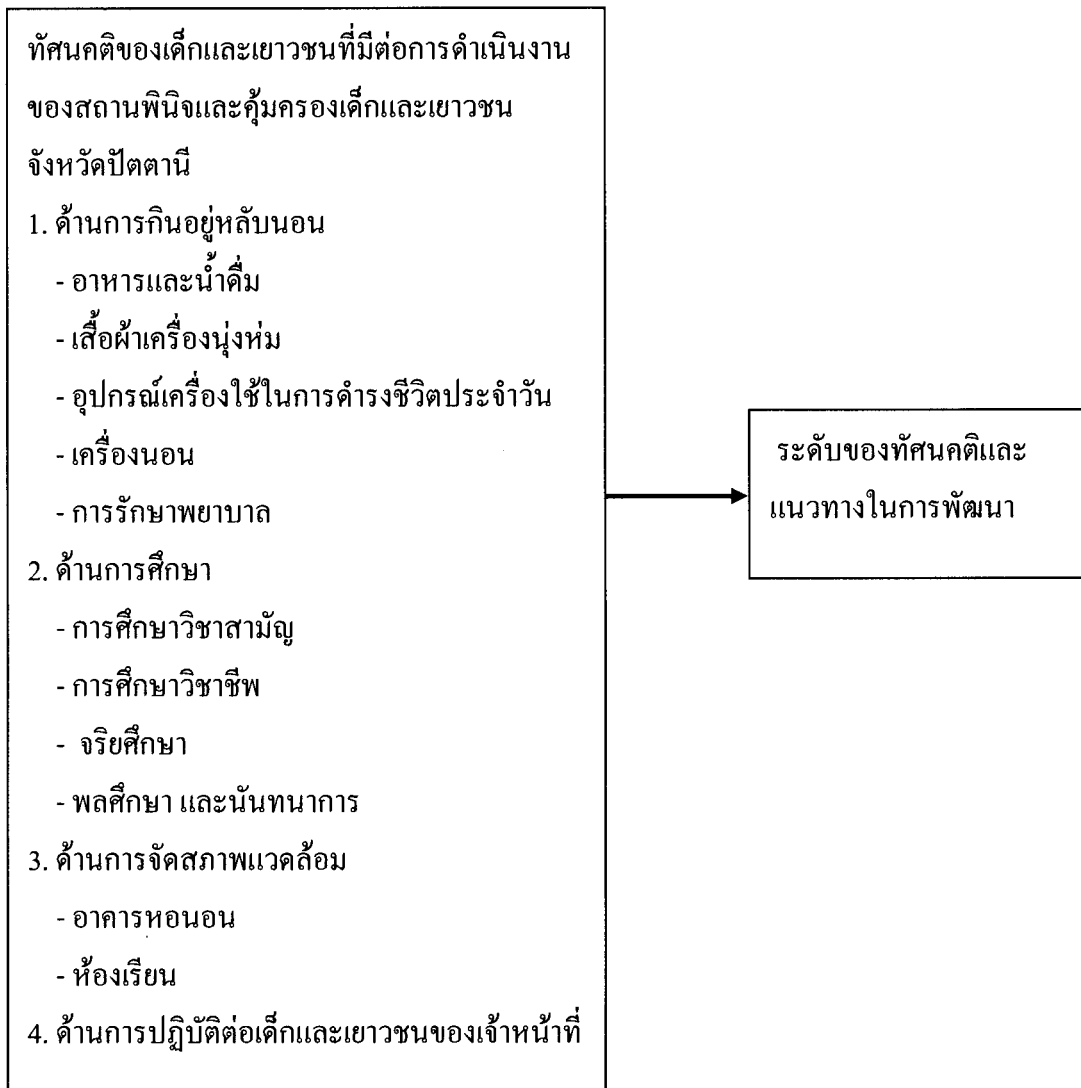 ทัศนคติของเด็กและเยาวชนที่มีต่อการดำเนินงาน
ของสถานพินิจและคุ้มครองเด็กและเยาวชน
จังหวัดปัตตานี
1. ด้านการกินอยู่หลับนอน
- อาหารและน้ำดื่ม
- เสื้อผ้าเครื่องนุ่งห่ม
- อุปกรณ์เครื่องใช้ในการดำรงชีวิตประจำวัน
- เครื่องนอน
- การรักษาพยาบาล
2. ด้านการศึกษา
- การศึกษาวิชาสามัญ
- การศึกษาวิชาชีพ
- จริยศึกษา
- พลศึกษา และนันทนาการ
3. ด้านการจัดสภาพแวดล้อม
- อาคารหอนอน
- ห้องเรียน
4. ด้านการปฏิบัติต่อเด็กและเยาวชนของเจ้าหน้าที่
ระดับของทัศนคติและ
แนวทางในการพัฒนา